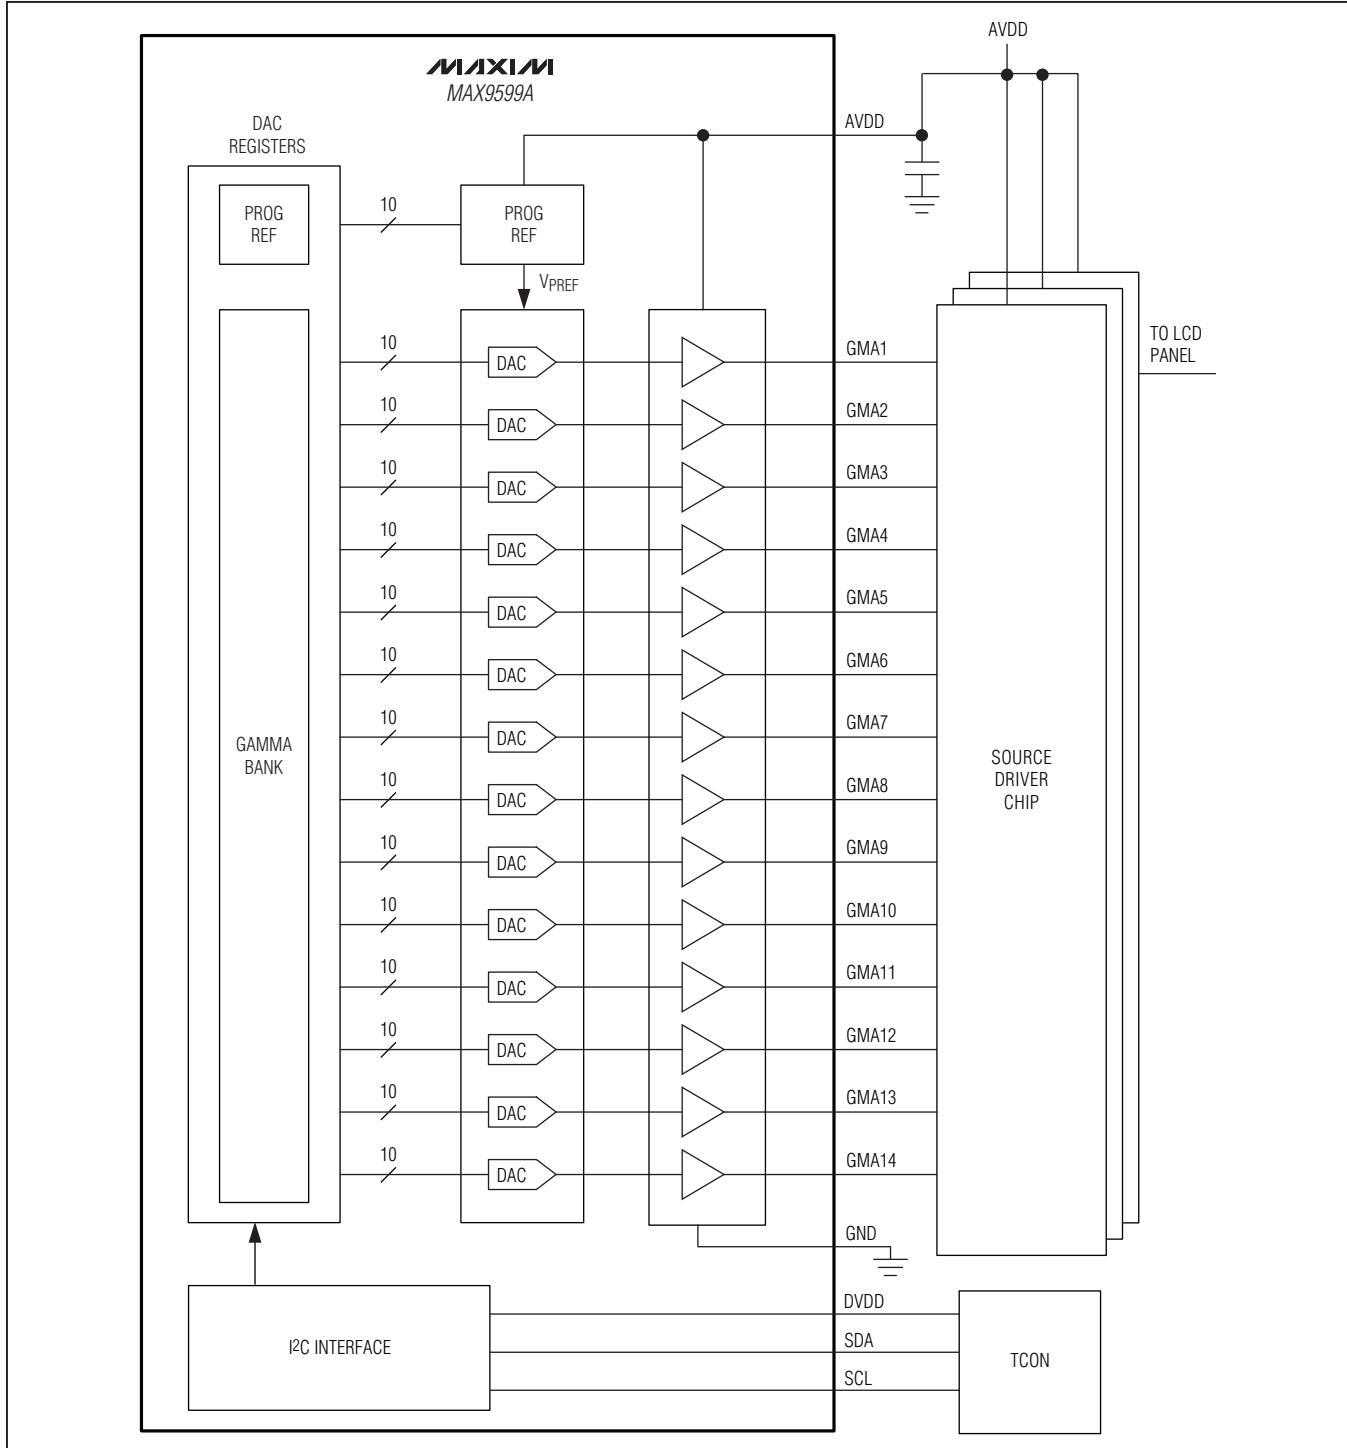 AVDD
MAXIM
MAX9599A
AVDD
DAC
REGISTERS
PROG
REF
10
PROG
REF
VPREF
10
DAC
GMA1
TO LCD
PANEL
10
DAC
GMA2
10
DAC
GMA3
10
DAC
GMA4
10
DAC
GMA5
10
DAC
GMA6
10
DAC
GMA7
GAMMA
BANK
SOURCE
DRIVER
CHIP
10
DAC
GMA8
10
DAC
GMA9
10
DAC
GMA10
10
DAC
GMA11
10
DAC
GMA12
10
DAC
GMA13
10
DAC
GMA14
GND
I2C INTERFACE
DVDD
SDA
SCL
TCON